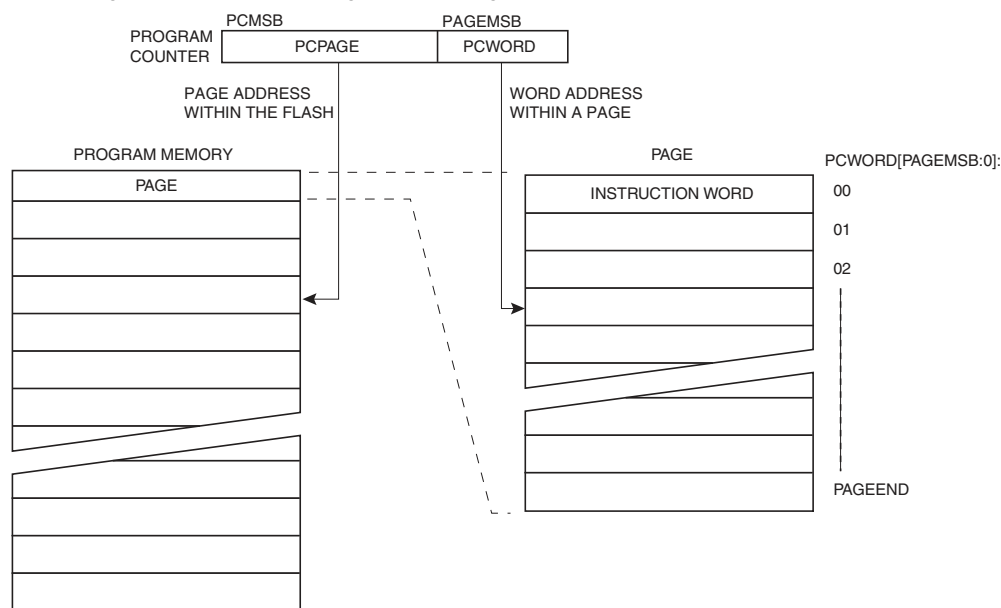 PCMSB PAGEMSB
PROGRAM
COUNTER
PCPAGE PCWORD
PAGE ADDRESS
WITHIN THE FLASH
WORD ADDRESS
WITHIN A PAGE
PROGRAM MEMORY
PAGE
PAGE
PCWORD[PAGEMSB:0]:
INSTRUCTION WORD
00
01
02
PAGEEND